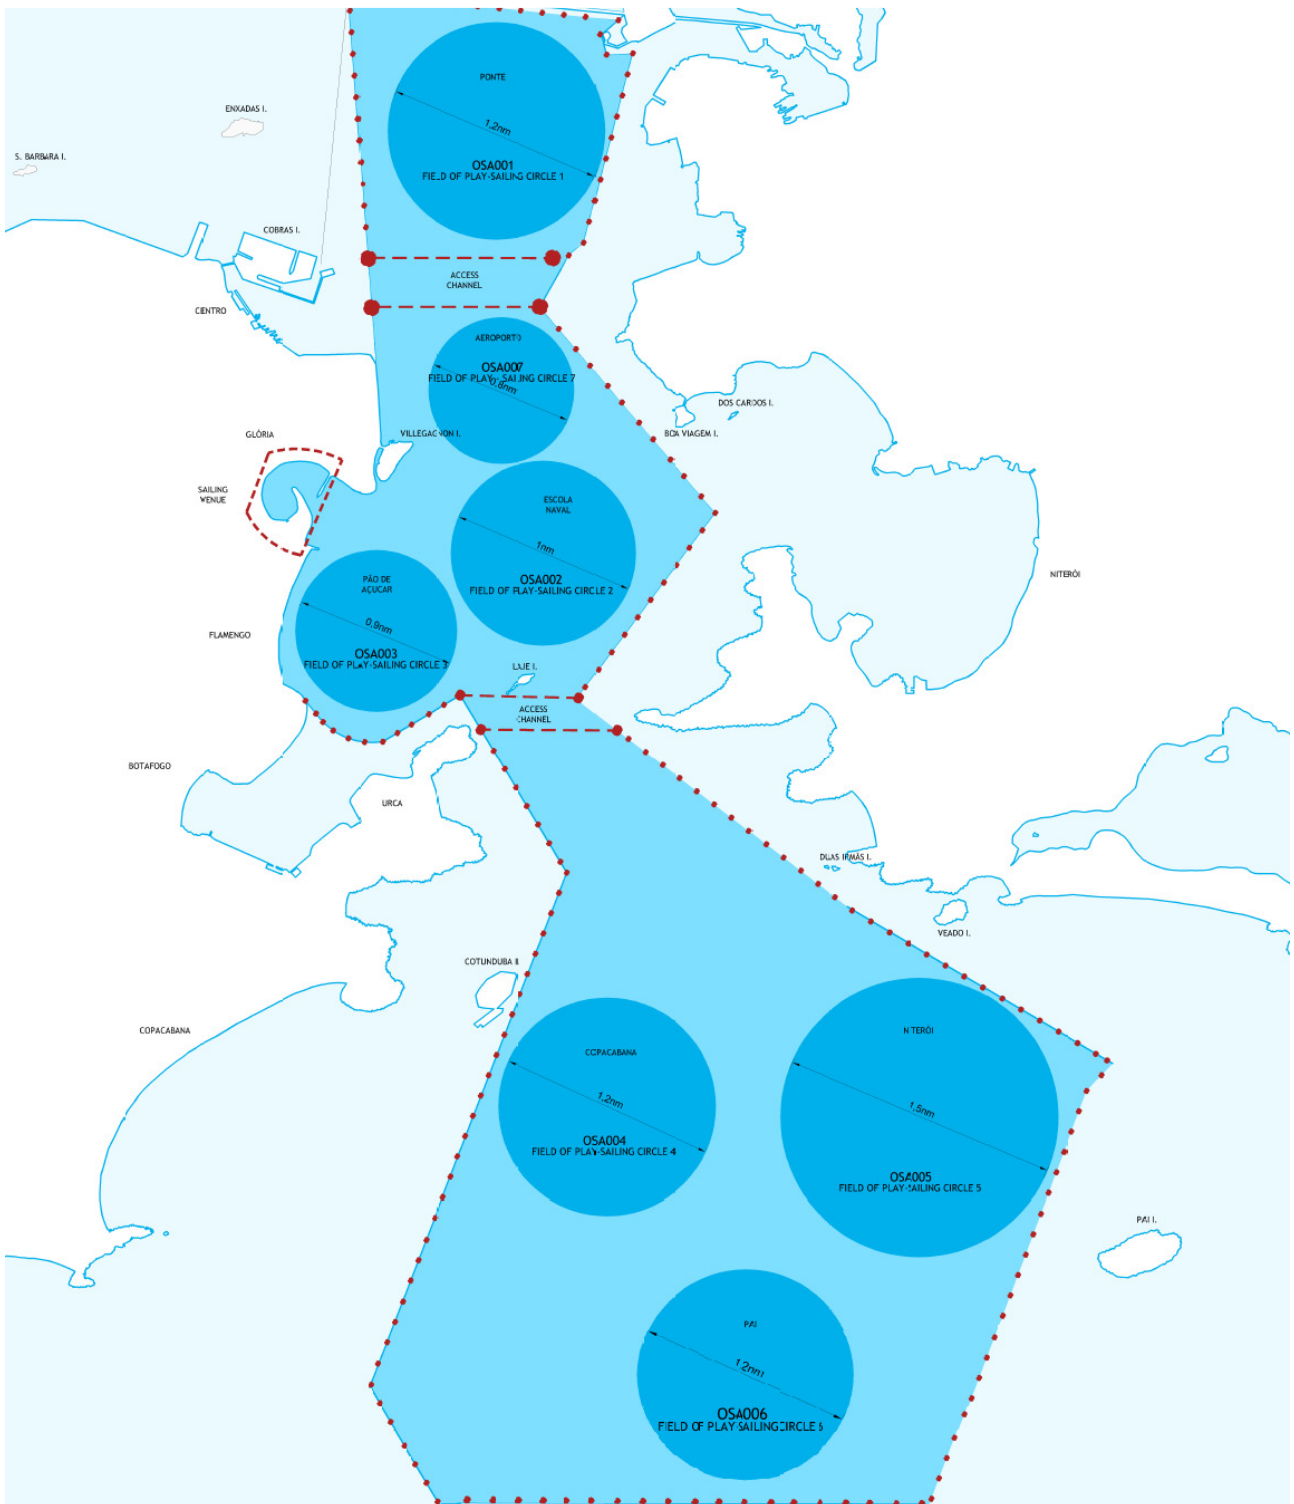 PONTE
ENXADAS I.
1,2nm
S. BARBARA I.
OSA001
FIELD OF PLAY-SAILING CIRCLE 1
COBRAS I.
ACCESS
CHANNEL
CENTRO
AEROPORTO
OSA007
FIELD OF PLAY - SAILING CIRCLE 7
0,8nm
DOS CARDOS I.
GLÓRIA
VILLEGAGNON I.
BOA VIAGEM I.
SAILING
VENUE
ESCOLA
NAVAL
1nm
NITERÓI
PÃO DE
AÇUCAR
OSA002
FIELD OF PLAY-SAILING CIRCLE 2
0,9nm
FLAMENGO
OSA003
FIELD OF PLAY-SAILING CIRCLE 3
LAJE I.
ACCESS
CHANNEL
BOTAFOGO
URCA
DUAS IRMÃS I.
VEADO I.
COTUNDUBA I.
COPACABANA
NITERÓI
COPACABANA
1,2nm
1,5nm
OSA004
FIELD OF PLAY-SAILING CIRCLE 4
OSA005
FIELD OF PLAY-SAILING CIRCLE 5
PAI I.
PAI
1,2nm
OSA006
FIELD OF PLAY-SAILING CIRCLE 6